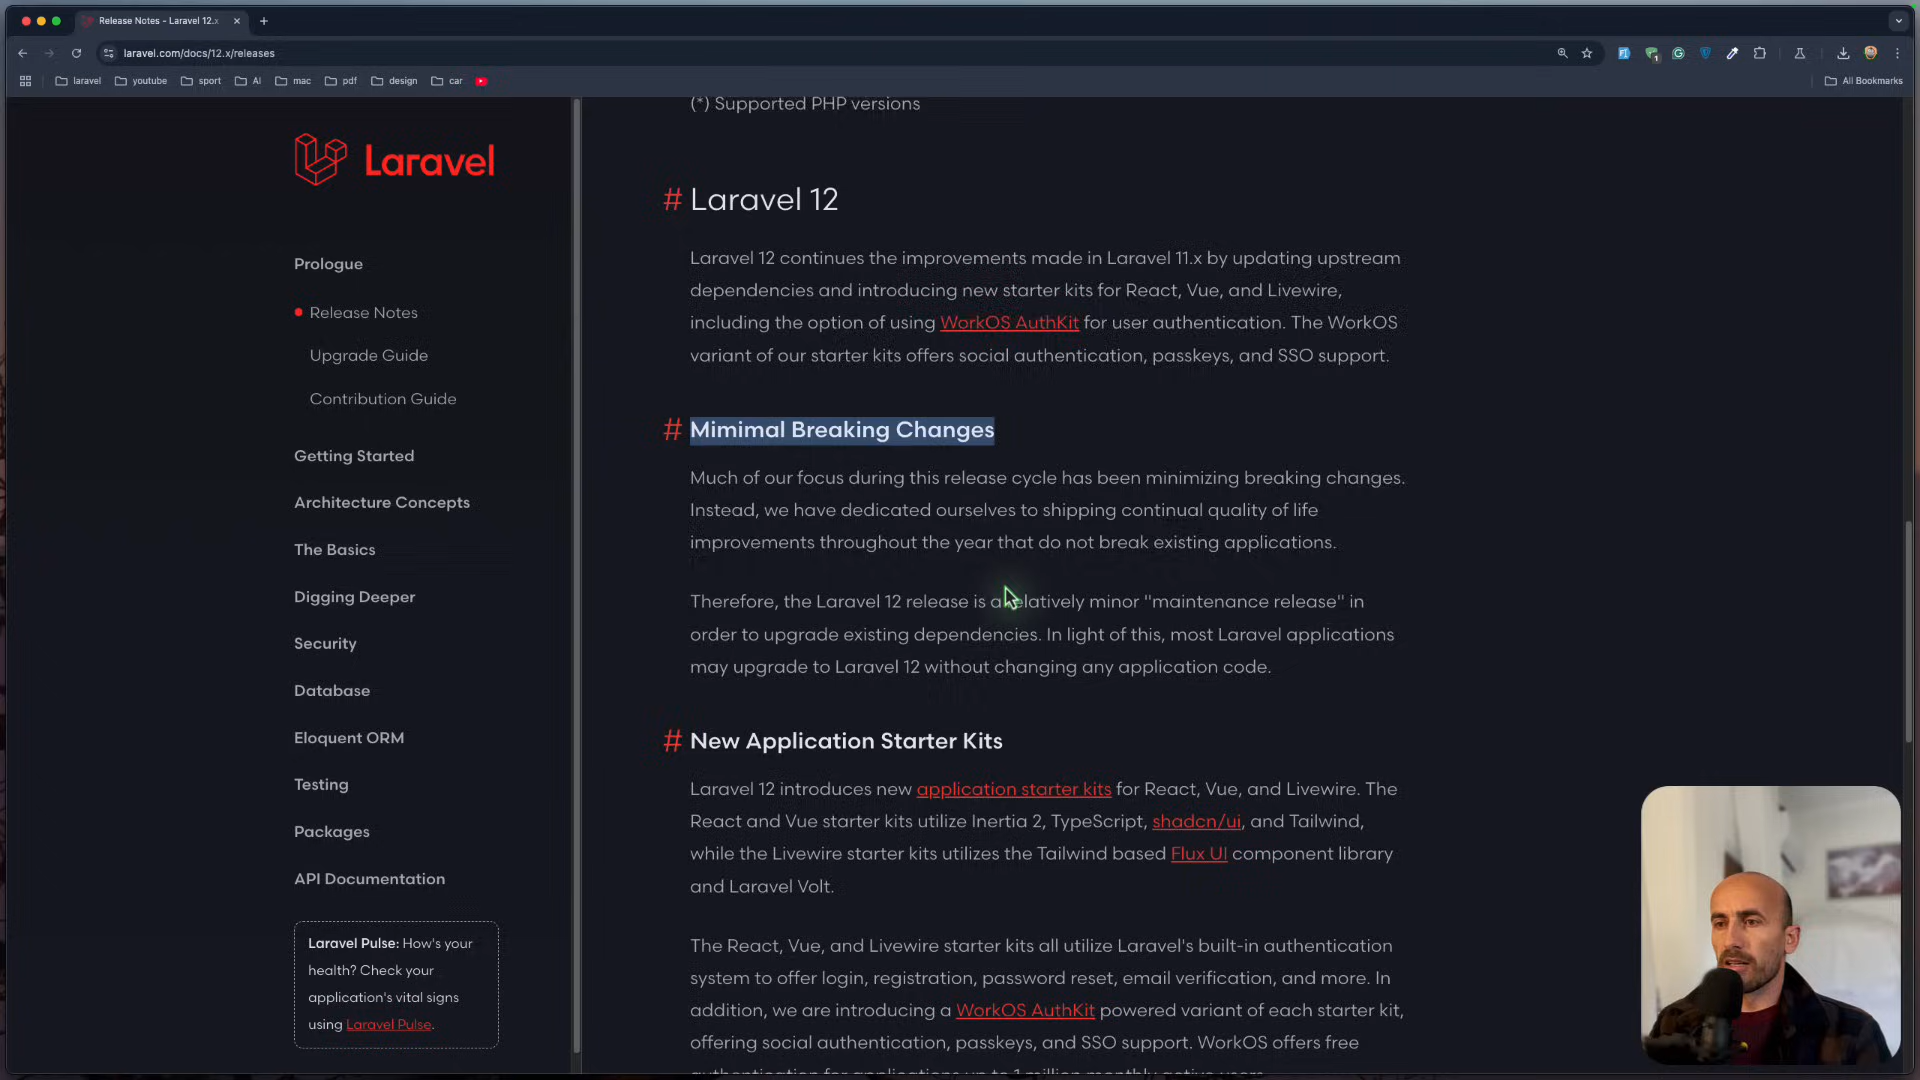 Release Notes - Laravel 12.x
laravel.com/docs/12.x/releases
laravel
youtube
sport
AI
mac
pdf
design
car
All Bookmarks
Laravel
Prologue
Release Notes
Upgrade Guide
Contribution Guide
Getting Started
Architecture Concepts
The Basics
Digging Deeper
Security
Database
Eloquent ORM
Testing
Packages
API Documentation
Laravel Pulse: How's your
health? Check your
application's vital signs
using Laravel Pulse.
(*) Supported PHP versions
# Laravel 12
Laravel 12 continues the improvements made in Laravel 11.x by updating upstream
dependencies and introducing new starter kits for React, Vue, and Livewire,
including the option of using WorkOS AuthKit for user authentication. The WorkOS
variant of our starter kits offers social authentication, passkeys, and SSO support.
# Mimimal Breaking Changes
Much of our focus during this release cycle has been minimizing breaking changes.
Instead, we have dedicated ourselves to shipping continual quality of life
improvements throughout the year that do not break existing applications.
Therefore, the Laravel 12 release is a relatively minor "maintenance release" in
order to upgrade existing dependencies. In light of this, most Laravel applications
may upgrade to Laravel 12 without changing any application code.
# New Application Starter Kits
Laravel 12 introduces new application starter kits for React, Vue, and Livewire. The
React and Vue starter kits utilize Inertia 2, TypeScript, shadcn/ui, and Tailwind,
while the Livewire starter kits utilizes the Tailwind based Flux UI component library
and Laravel Volt.
The React, Vue, and Livewire starter kits all utilize Laravel's built-in authentication
system to offer login, registration, password reset, email verification, and more. In
addition, we are introducing a WorkOS AuthKit powered variant of each starter kit,
offering social authentication, passkeys, and SSO support. WorkOS offers free
authentication for applications up to 1 million monthly active users.